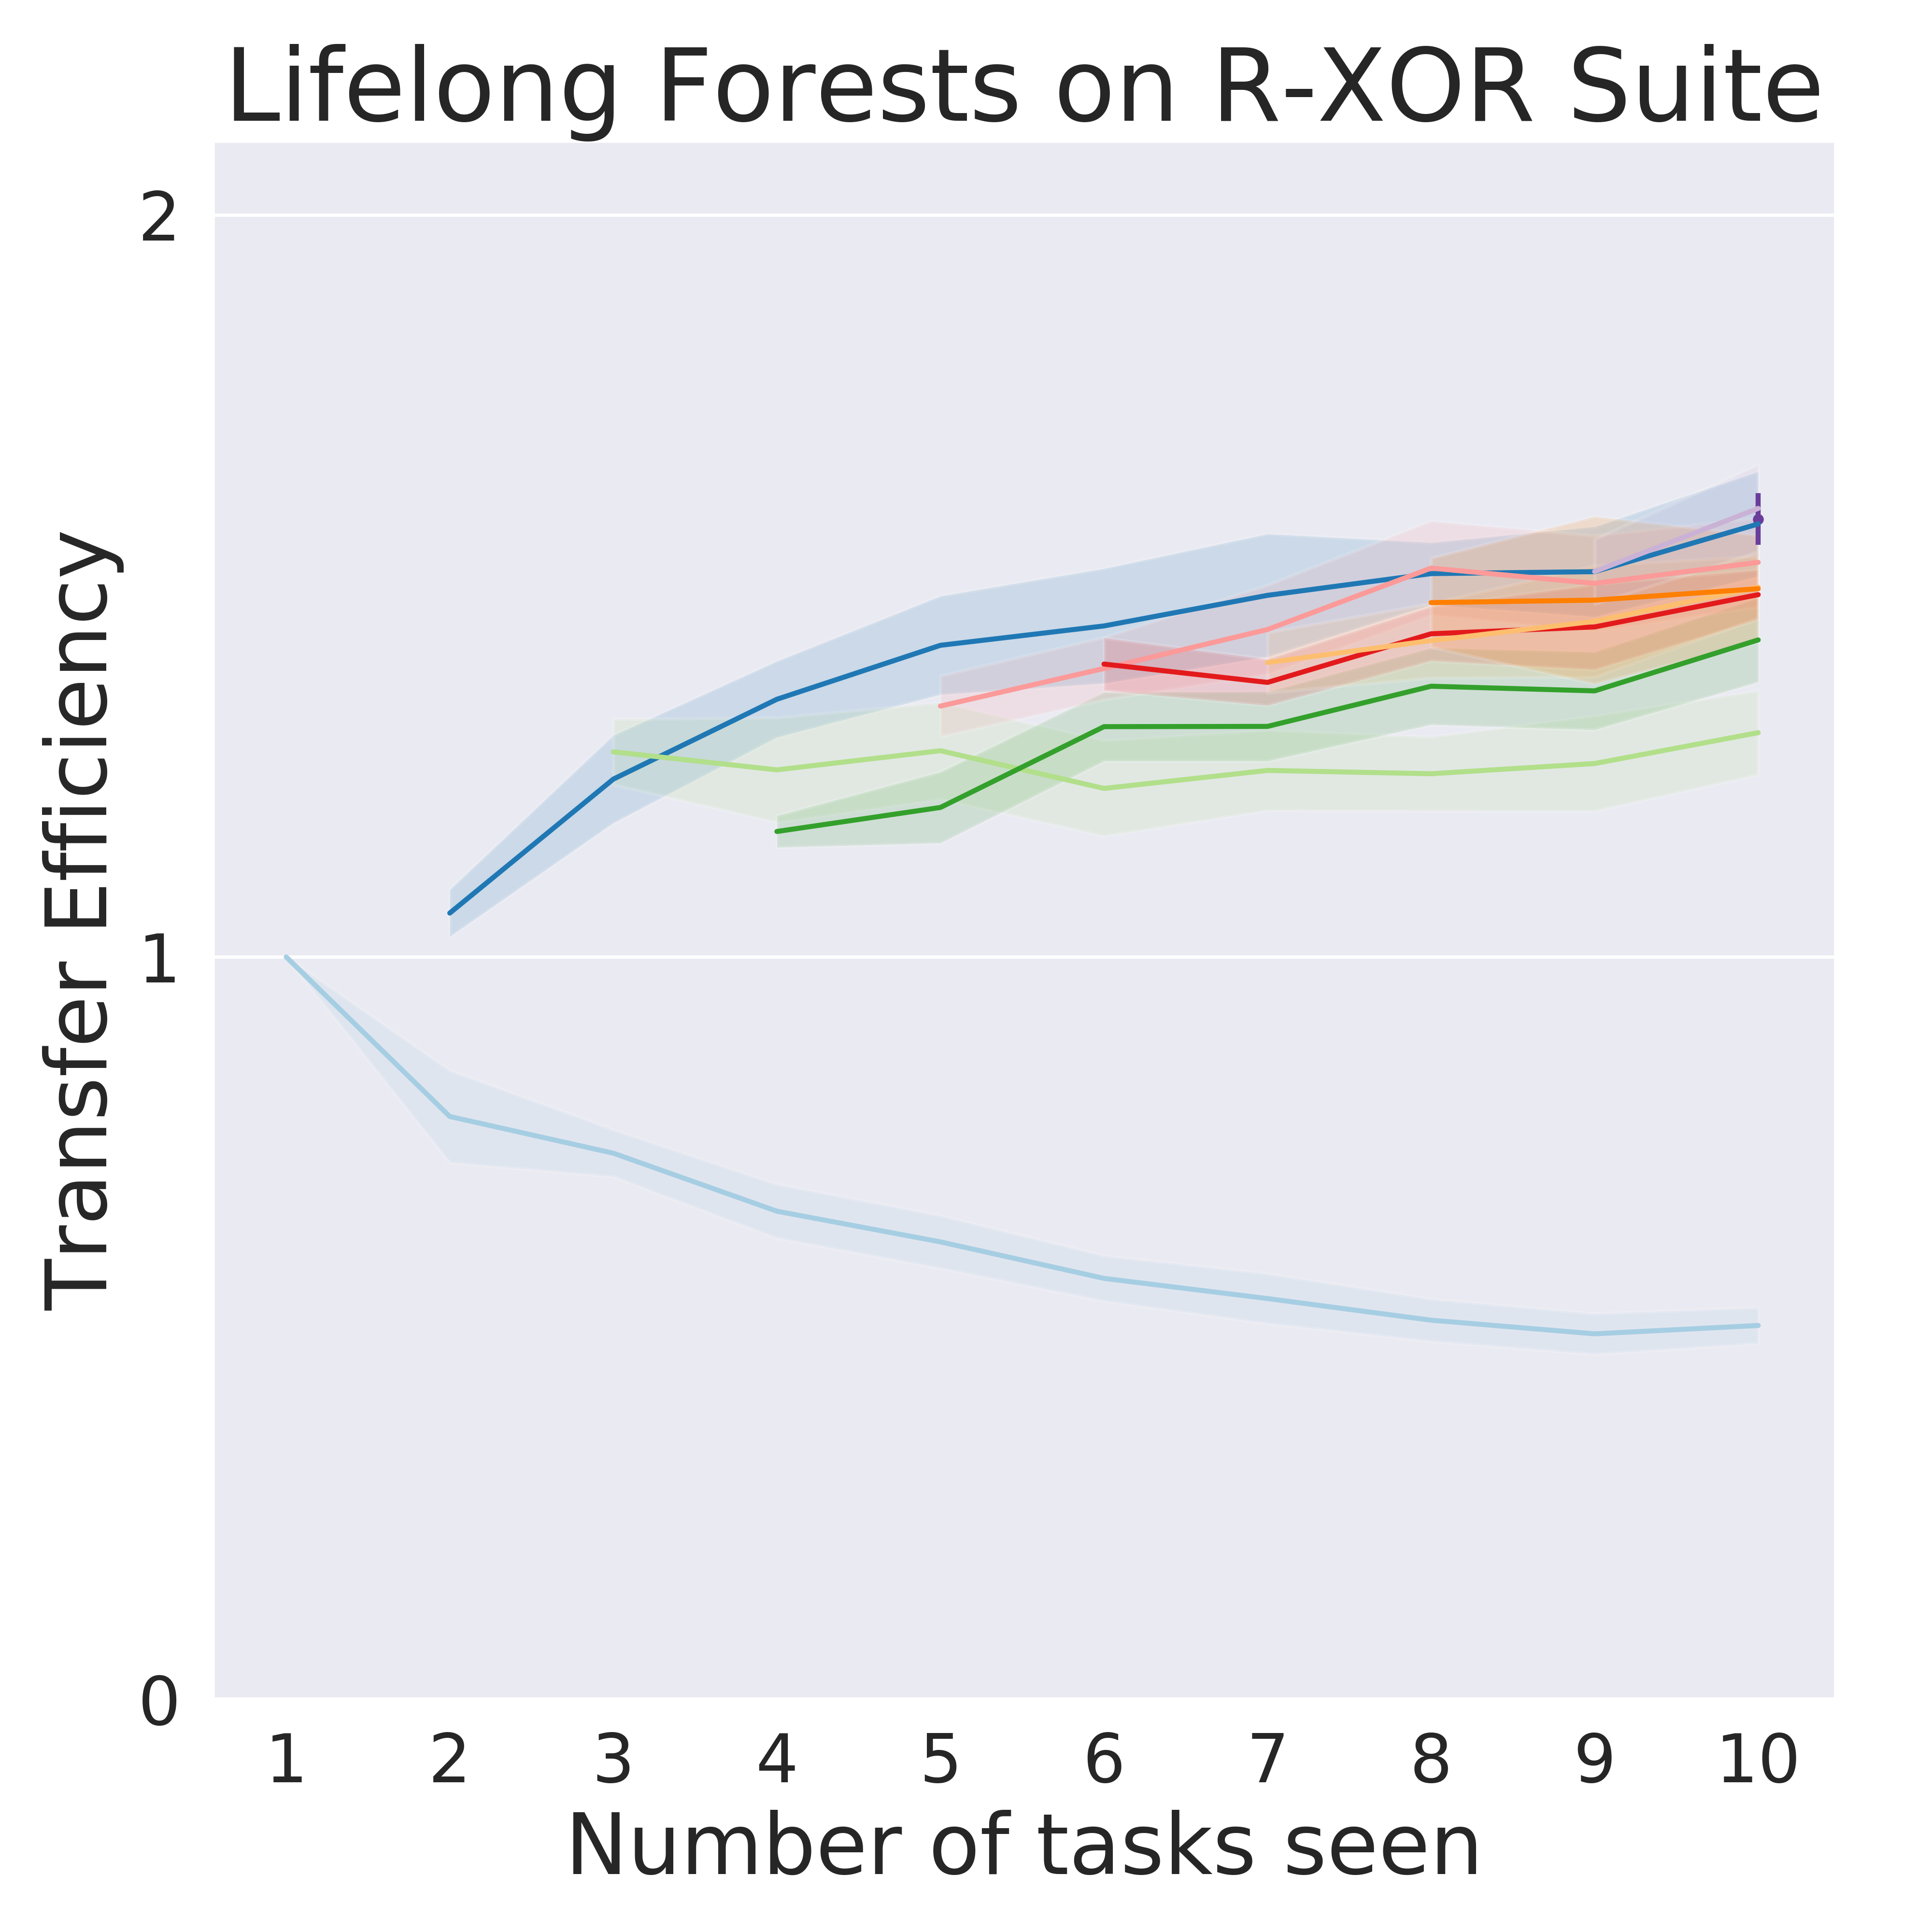 Lifelong Forests on R-XOR Suite
Transfer Efficiency
2
1
0
1 2 3 4 5 6 7 8 9 10
Number of tasks seen